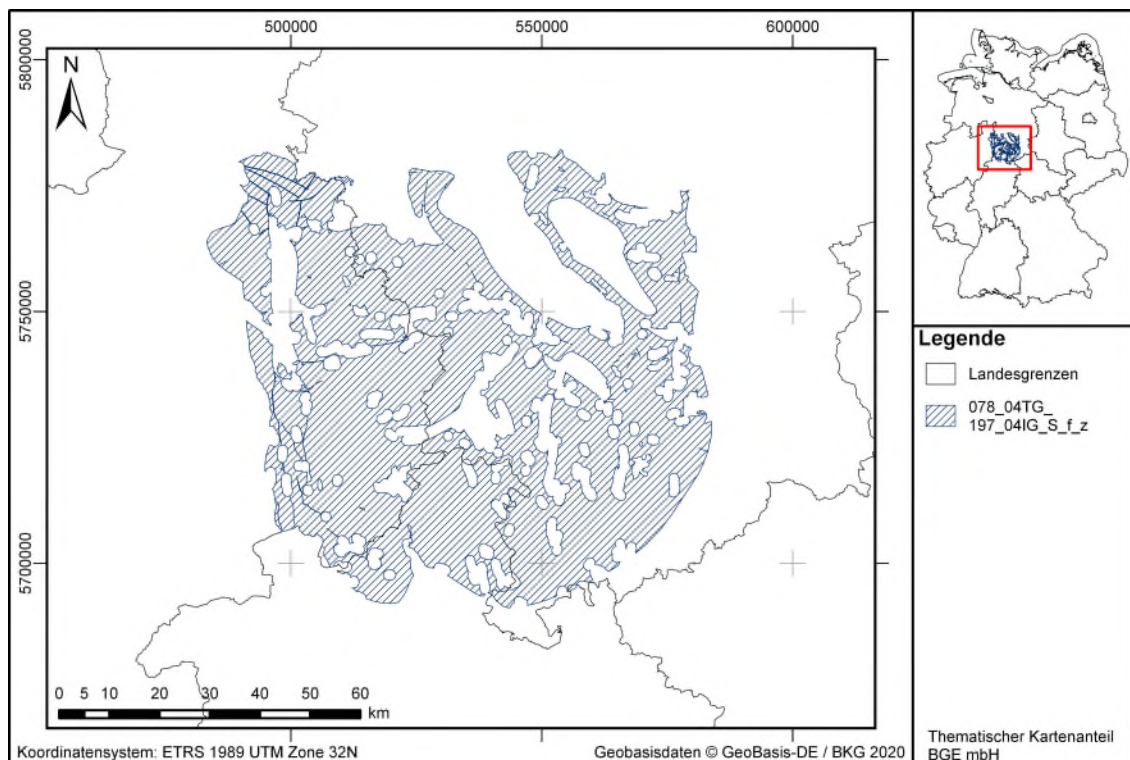 500000 550000 600000
5800000
5750000
5700000
N
0 5 10 20 30 40 50 60
km
Koordinatensystem: ETRS 1989 UTM Zone 32N
Geobasisdaten © GeoBasis-DE / BKG 2020
Legende
Landesgrenzen
078_04TG_
197_04IG_S_f_z
Thematischer Kartenanteil
BGE mbH